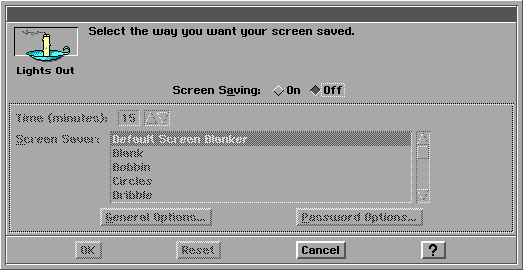 Select the way you want your screen saved.
Lights Out
Screen Saving: On Off
Time (minutes): 15
Screen Saver: Default Screen Blanker
Blank
Bobbin
Circles
Dribble
General Options... Password Options...
OK Reset Cancel ?